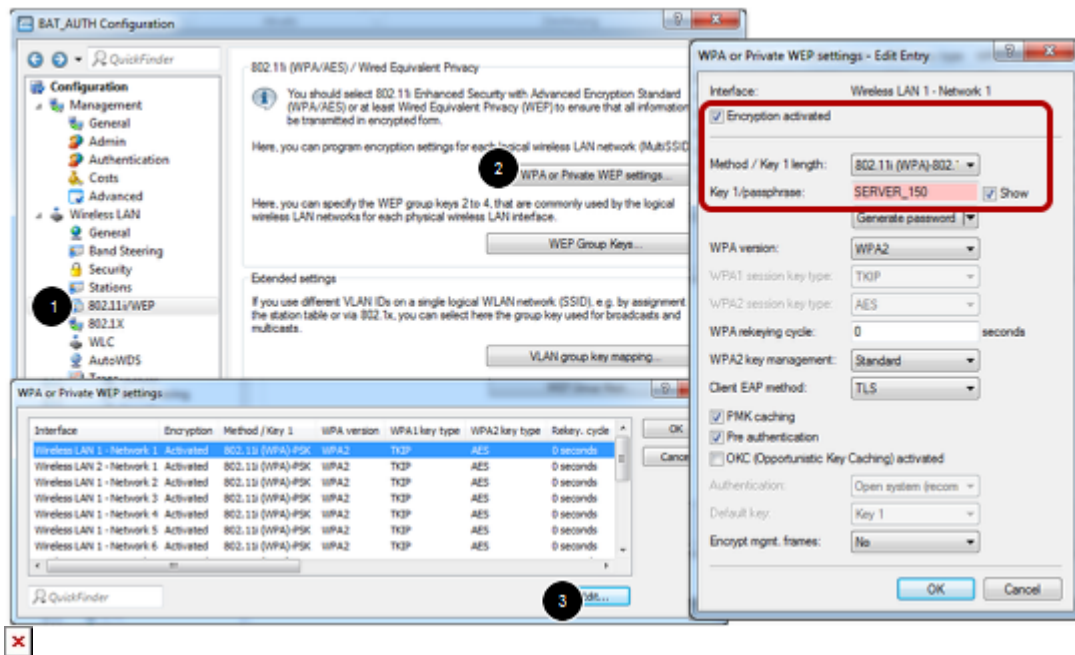 BAT_AUTH Configuration
QuickFinder
Configuration
Management
General
Admin
Authentication
Costs
Advanced
Wireless LAN
General
Band Steering
Security
Stations
802.11i/WEP
802.1X
WLC
AutoWDS
1
802.11i (WPA/AES) / Wired Equivalent Privacy
You should select 802.11i Enhanced Security with Advanced Encryption Standard
(WPA/AES) or at least Wired Equivalent Privacy (WEP) to ensure that all information
be transmitted in encrypted form.
Here, you can program encryption settings for each logical wireless LAN network (MultiSSID
2
WPA or Private WEP settings...
Here, you can specify the WEP group keys 2 to 4, that are commonly used by the logical
wireless LAN networks for each physical wireless LAN interface.
WEP Group Keys...
Extended settings
If you use different VLAN IDs on a single logical WLAN network (SSID), e.g. by assignment
the station table or via 802.1x, you can select here the group key used for broadcasts and
multicasts.
VLAN group key mapping...
WPA or Private WEP settings
Interface Encryption Method / Key 1 WPA version WPA1 key type WPA2 key type Rekey. cycle
Wireless LAN 1 - Network 1 Activated 802.11i (WPA)-PSK WPA2 TKIP AES 0 seconds
Wireless LAN 2 - Network 1 Activated 802.11i (WPA)-PSK WPA2 TKIP AES 0 seconds
Wireless LAN 1 - Network 2 Activated 802.11i (WPA)-PSK WPA2 TKIP AES 0 seconds
Wireless LAN 1 - Network 3 Activated 802.11i (WPA)-PSK WPA2 TKIP AES 0 seconds
Wireless LAN 1 - Network 4 Activated 802.11i (WPA)-PSK WPA2 TKIP AES 0 seconds
Wireless LAN 1 - Network 5 Activated 802.11i (WPA)-PSK WPA2 TKIP AES 0 seconds
Wireless LAN 1 - Network 6 Activated 802.11i (WPA)-PSK WPA2 TKIP AES 0 seconds
OK
Cance
QuickFinder
3
WPA or Private WEP settings - Edit Entry
Interface: Wireless LAN 1 - Network 1
Encryption activated
Method / Key 1 length: 802.11i (WPA)-802.1
Key 1/passphrase: SERVER_150 Show
Generate password
WPA version: WPA2
WPA1 session key type: TKIP
WPA2 session key type: AES
WPA rekeying cycle: 0 seconds
WPA2 key management: Standard
Client EAP method: TLS
PMK caching
Pre authentication
OKC (Opportunistic Key Caching) activated
Authentication: Open system (recom
Default key: Key 1
Encrypt mgmt. frames: No
OK Cancel